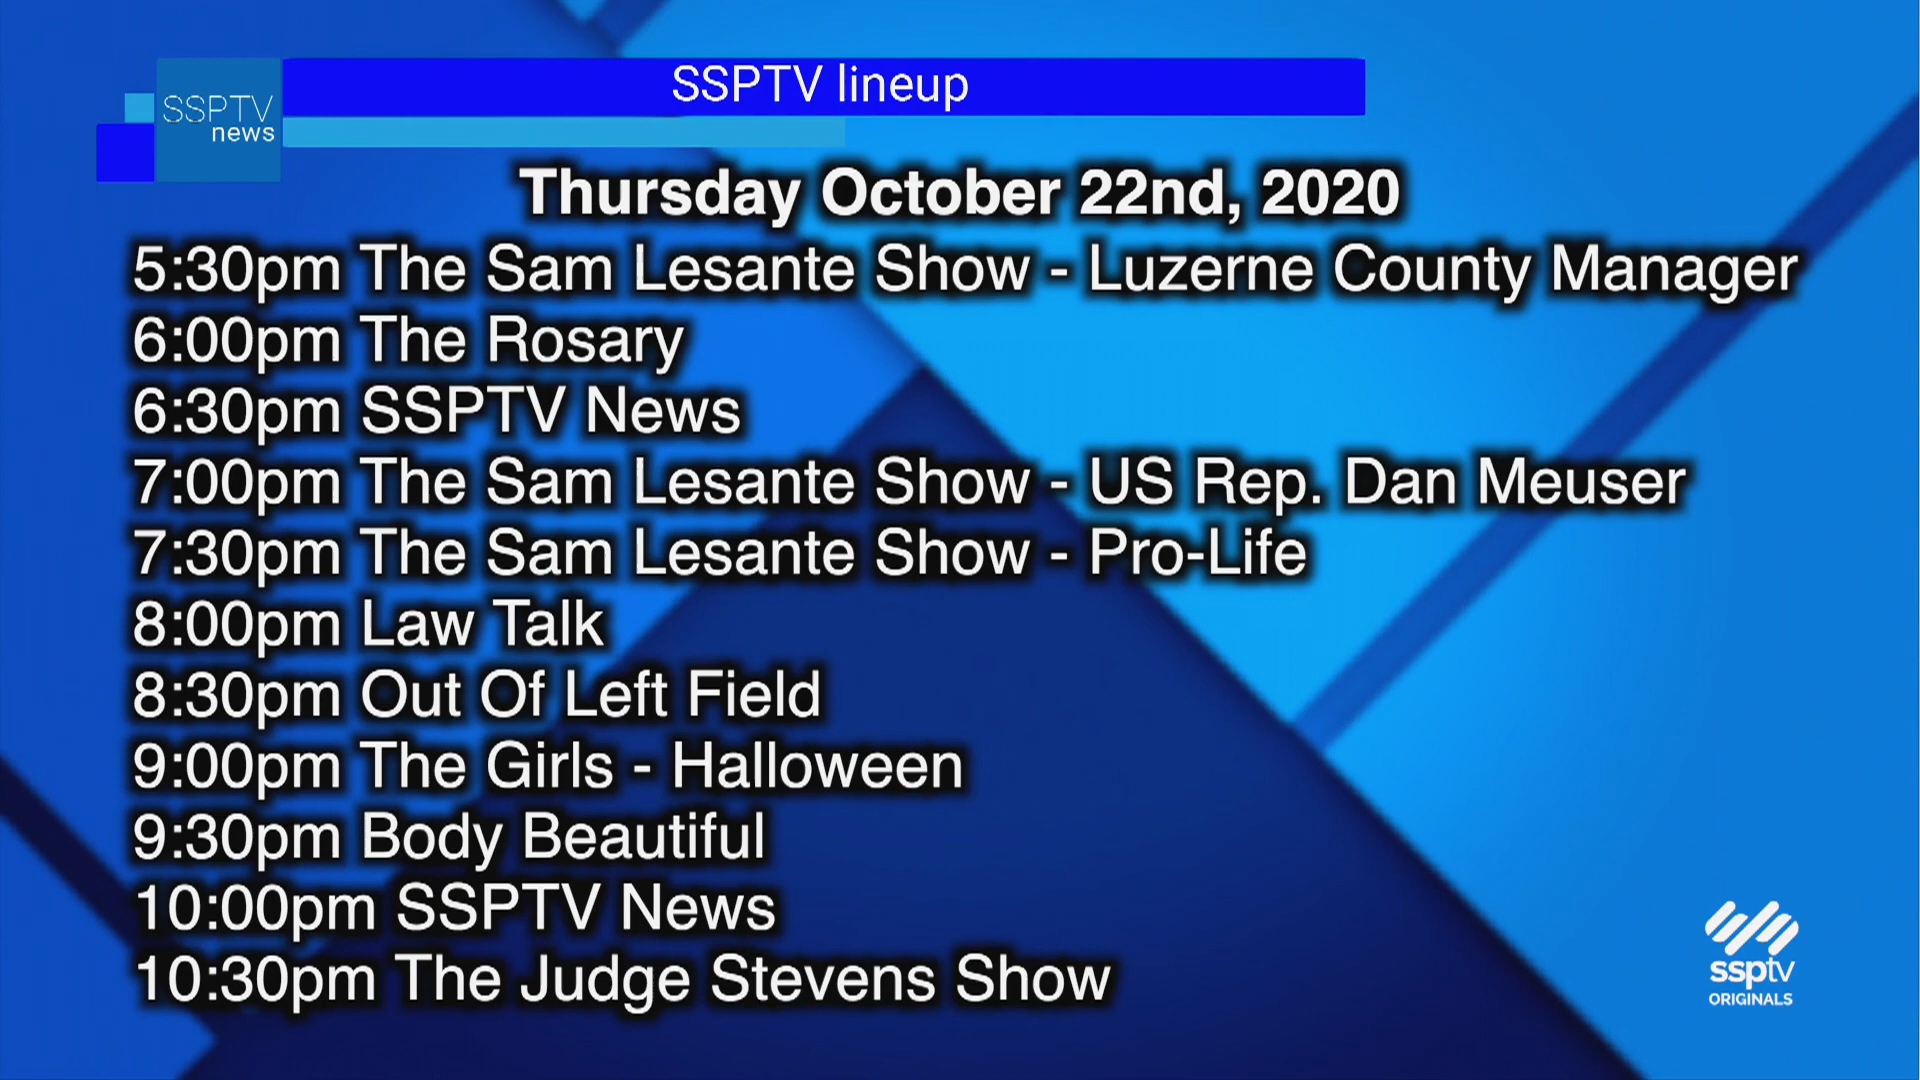 SSPTV lineup
SSPTV
news
Thursday October 22nd, 2020
5:30pm The Sam Lesante Show - Luzerne County Manager
6:00pm The Rosary
6:30pm SSPTV News
7:00pm The Sam Lesante Show - US Rep. Dan Meuser
7:30pm The Sam Lesante Show - Pro-Life
8:00pm Law Talk
8:30pm Out Of Left Field
9:00pm The Girls - Halloween
9:30pm Body Beautiful
10:00pm SSPTV News
10:30pm The Judge Stevens Show
ssptv
ORIGINALS